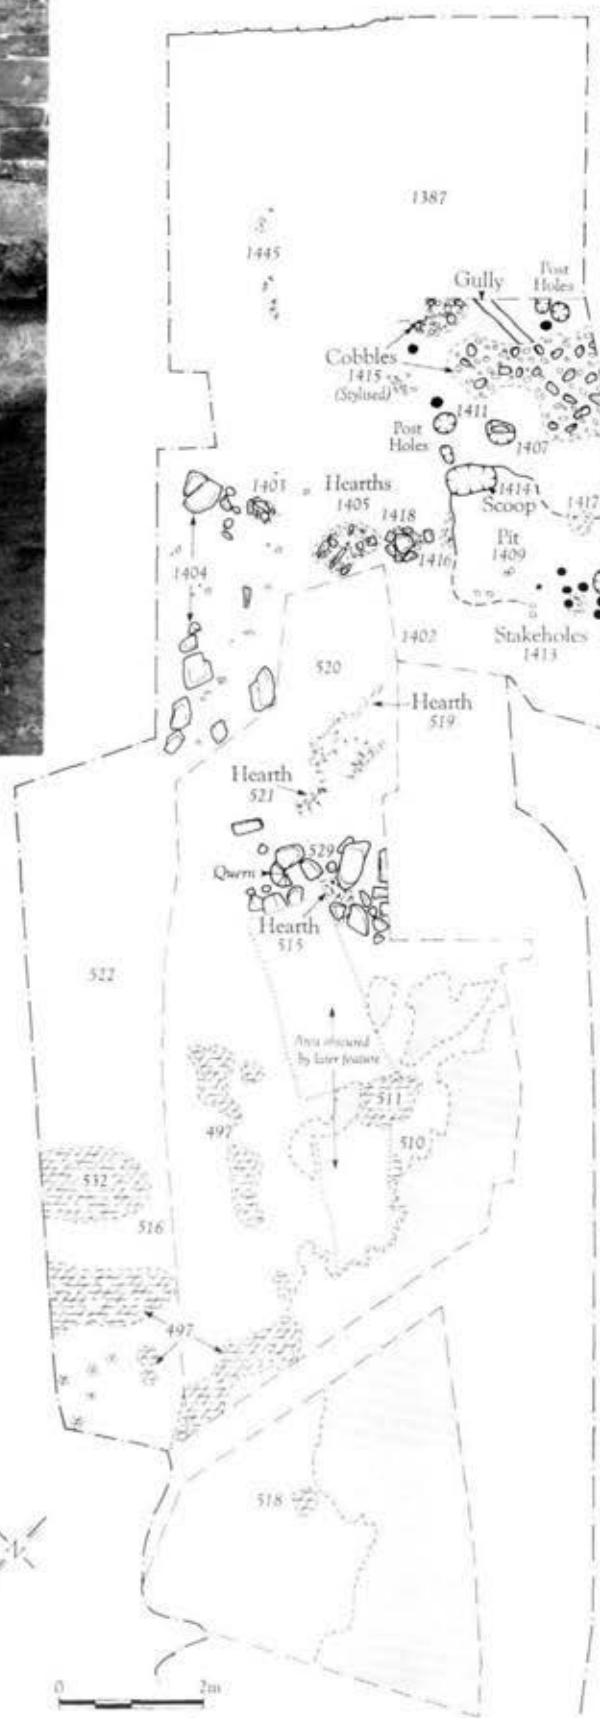 1387
1445
Gully
Post
Holes
Cobbles
1415
(Stylised)
1411
Post
Holes
1407
1403
Hearths
1405
1418
1414
Scoop
1417
Pit
1409
1416
1404
Stakeholes
1413
1402
520
Hearth
519
Hearth
521
529
Quern
Hearth
515
522
Area obscured
by later feature
511
497
510
532
516
497
518
0
2m